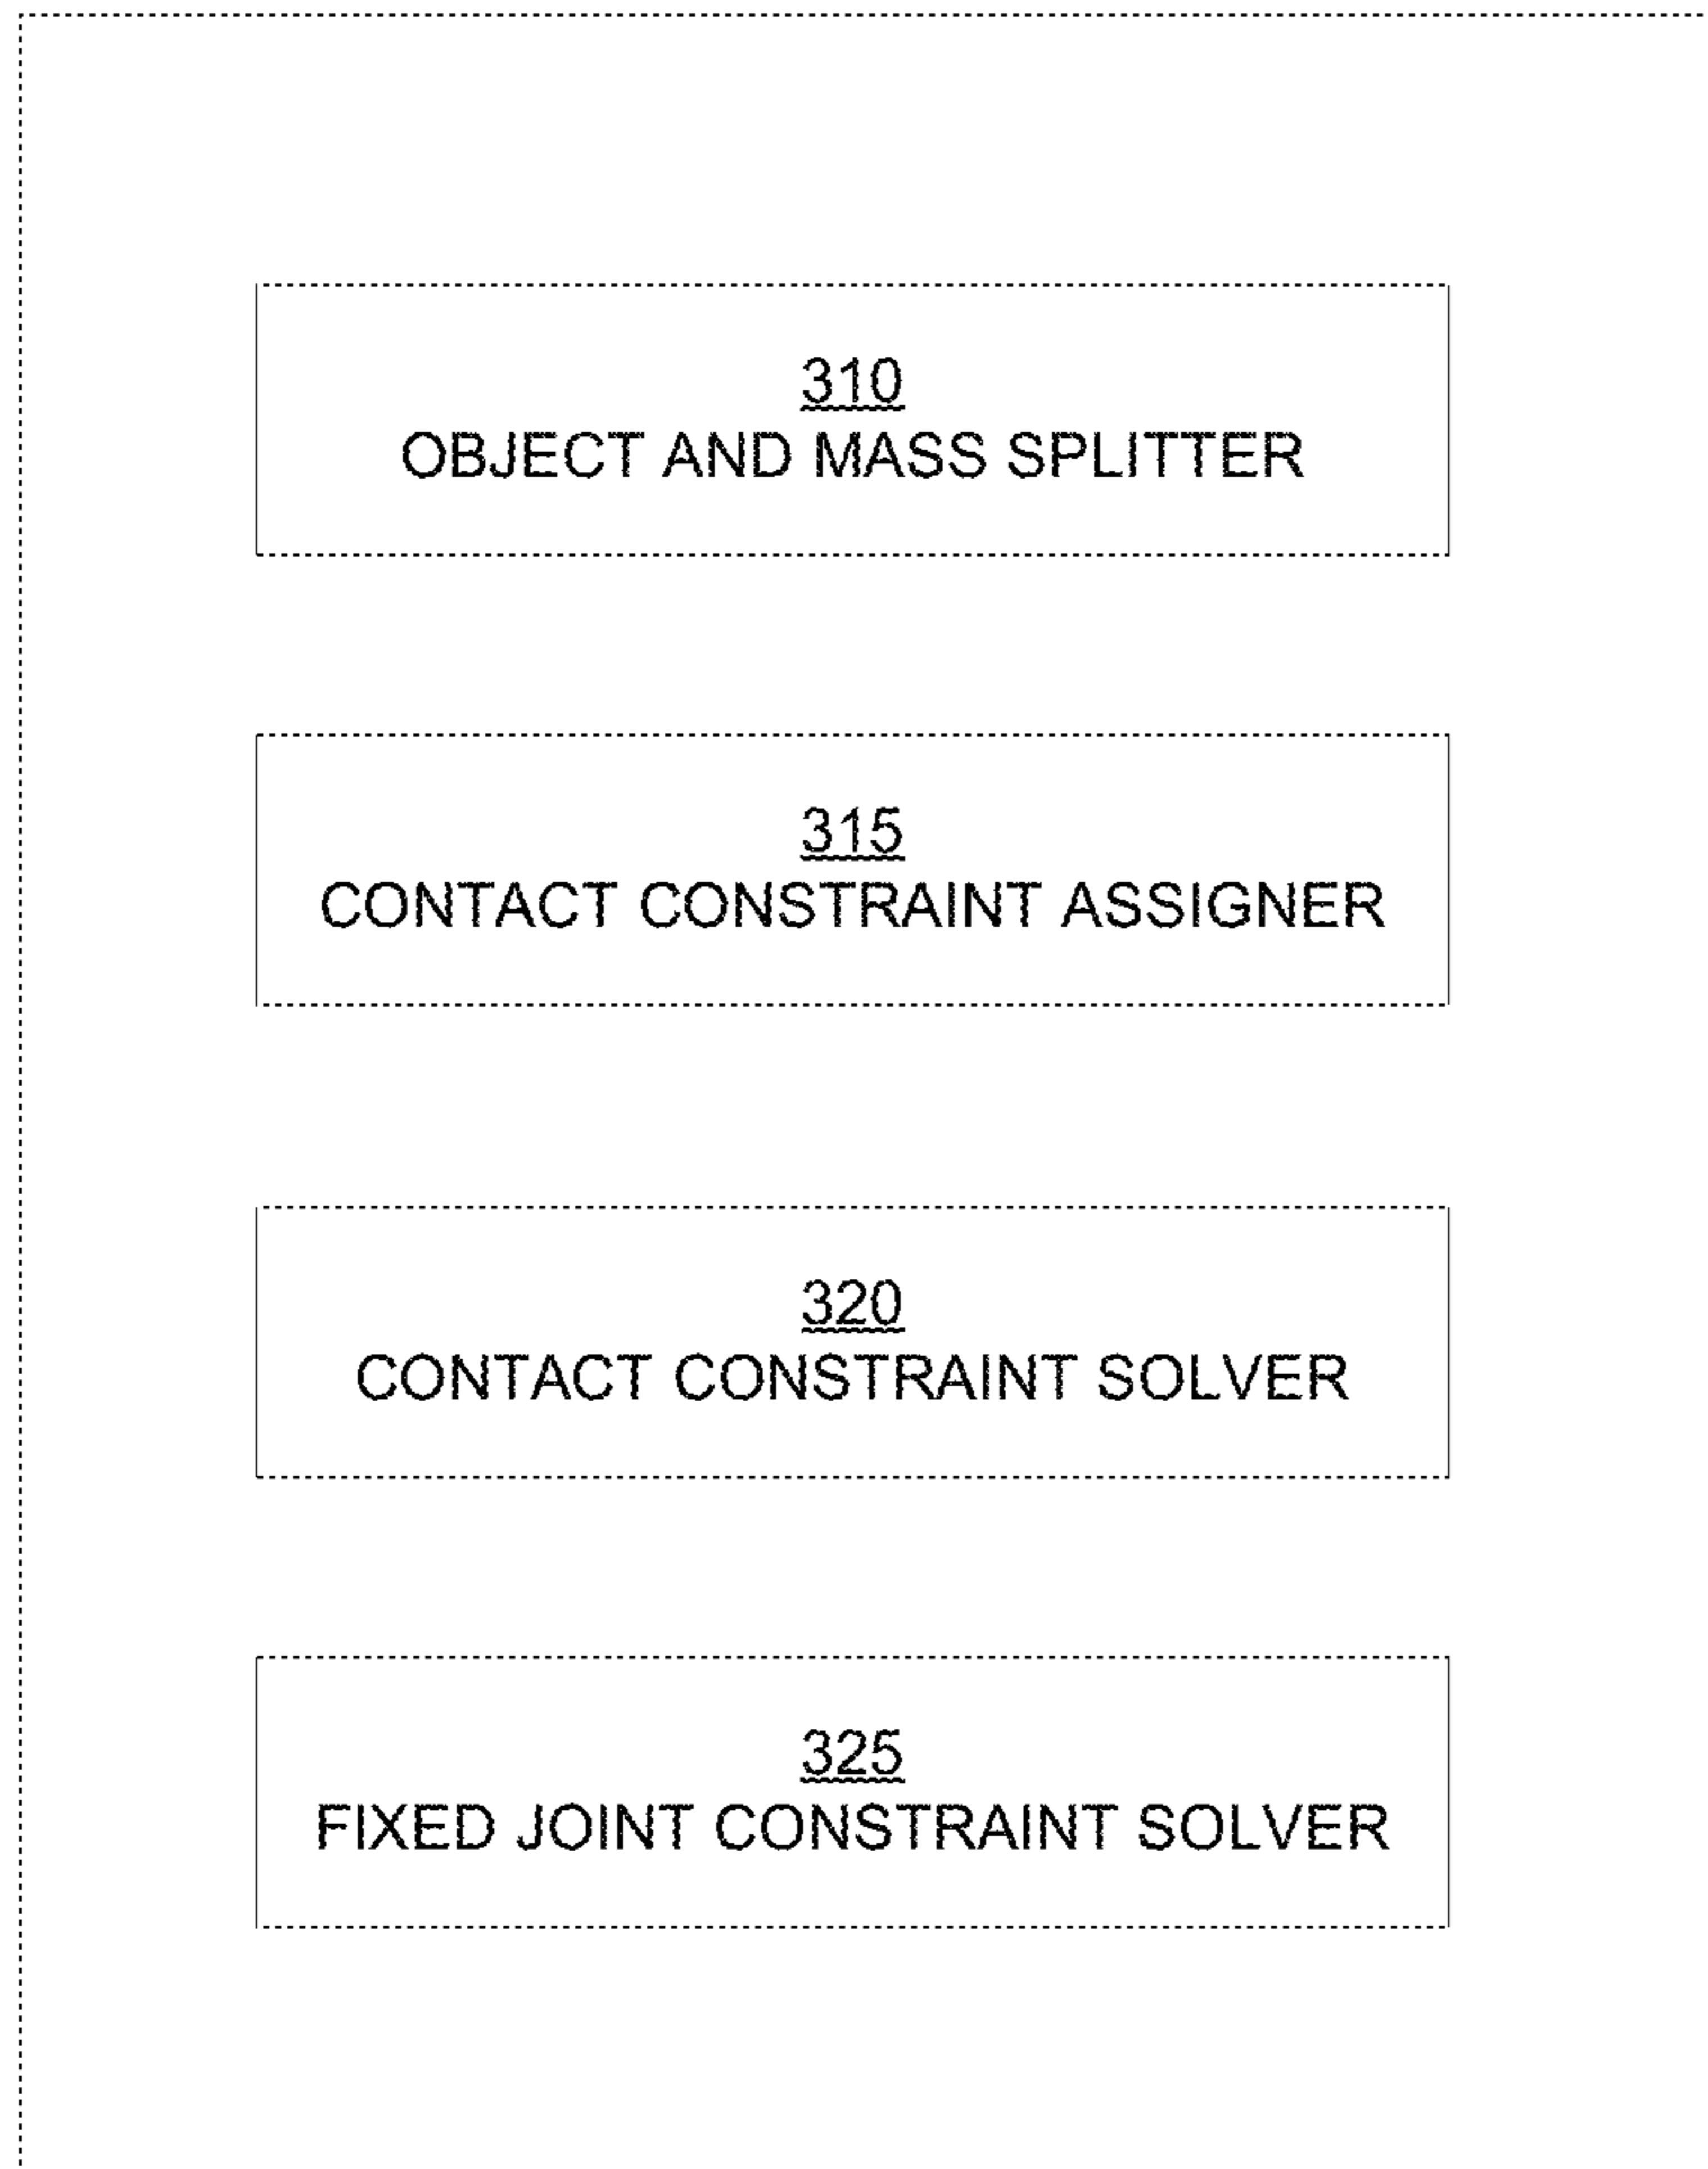 310
OBJECT AND MASS SPLITTER
315
CONTACT CONSTRAINT ASSIGNER
320
CONTACT CONSTRAINT SOLVER
325
FIXED JOINT CONSTRAINT SOLVER